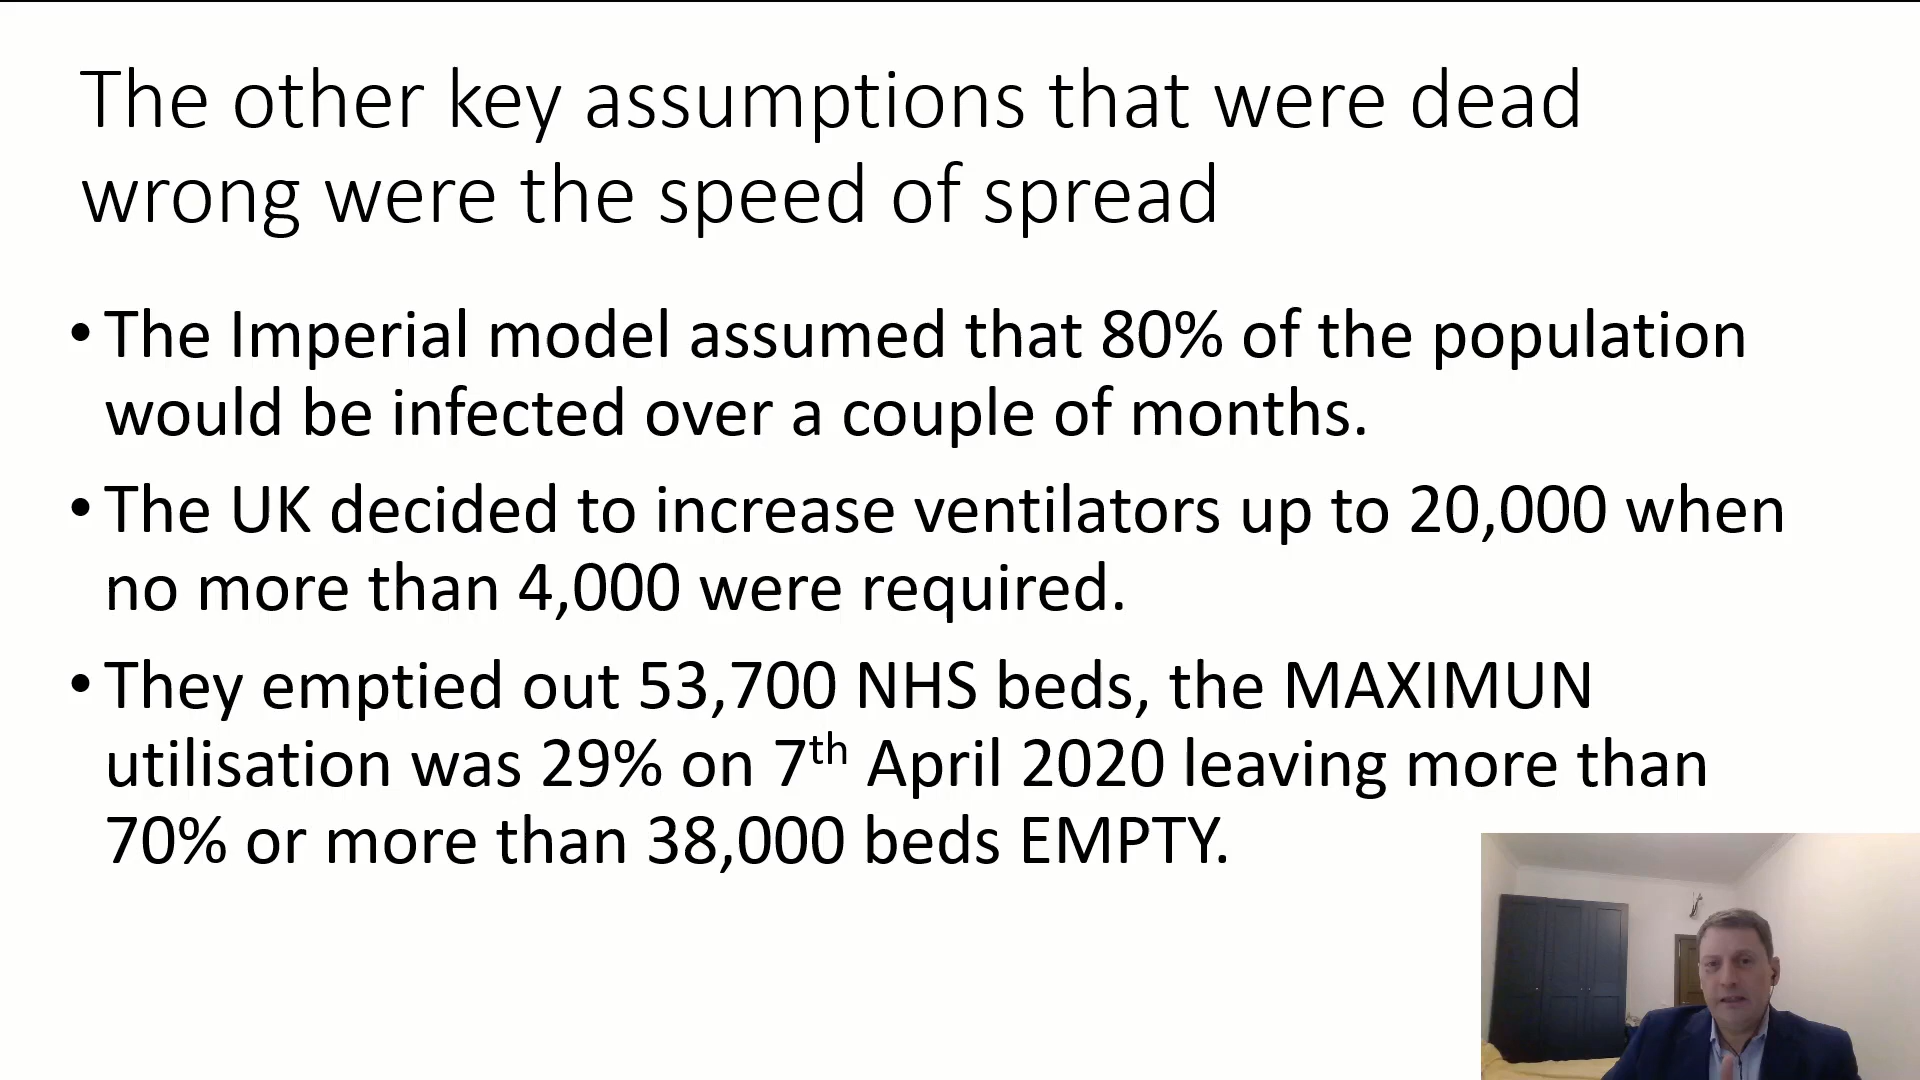 The other key assumptions that were dead
wrong were the speed of spread
• The Imperial model assumed that 80% of the population
would be infected over a couple of months.
• The UK decided to increase ventilators up to 20,000 when
no more than 4,000 were required.
• They emptied out 53,700 NHS beds, the MAXIMUN
utilisation was 29% on 7th April 2020 leaving more than
70% or more than 38,000 beds EMPTY.